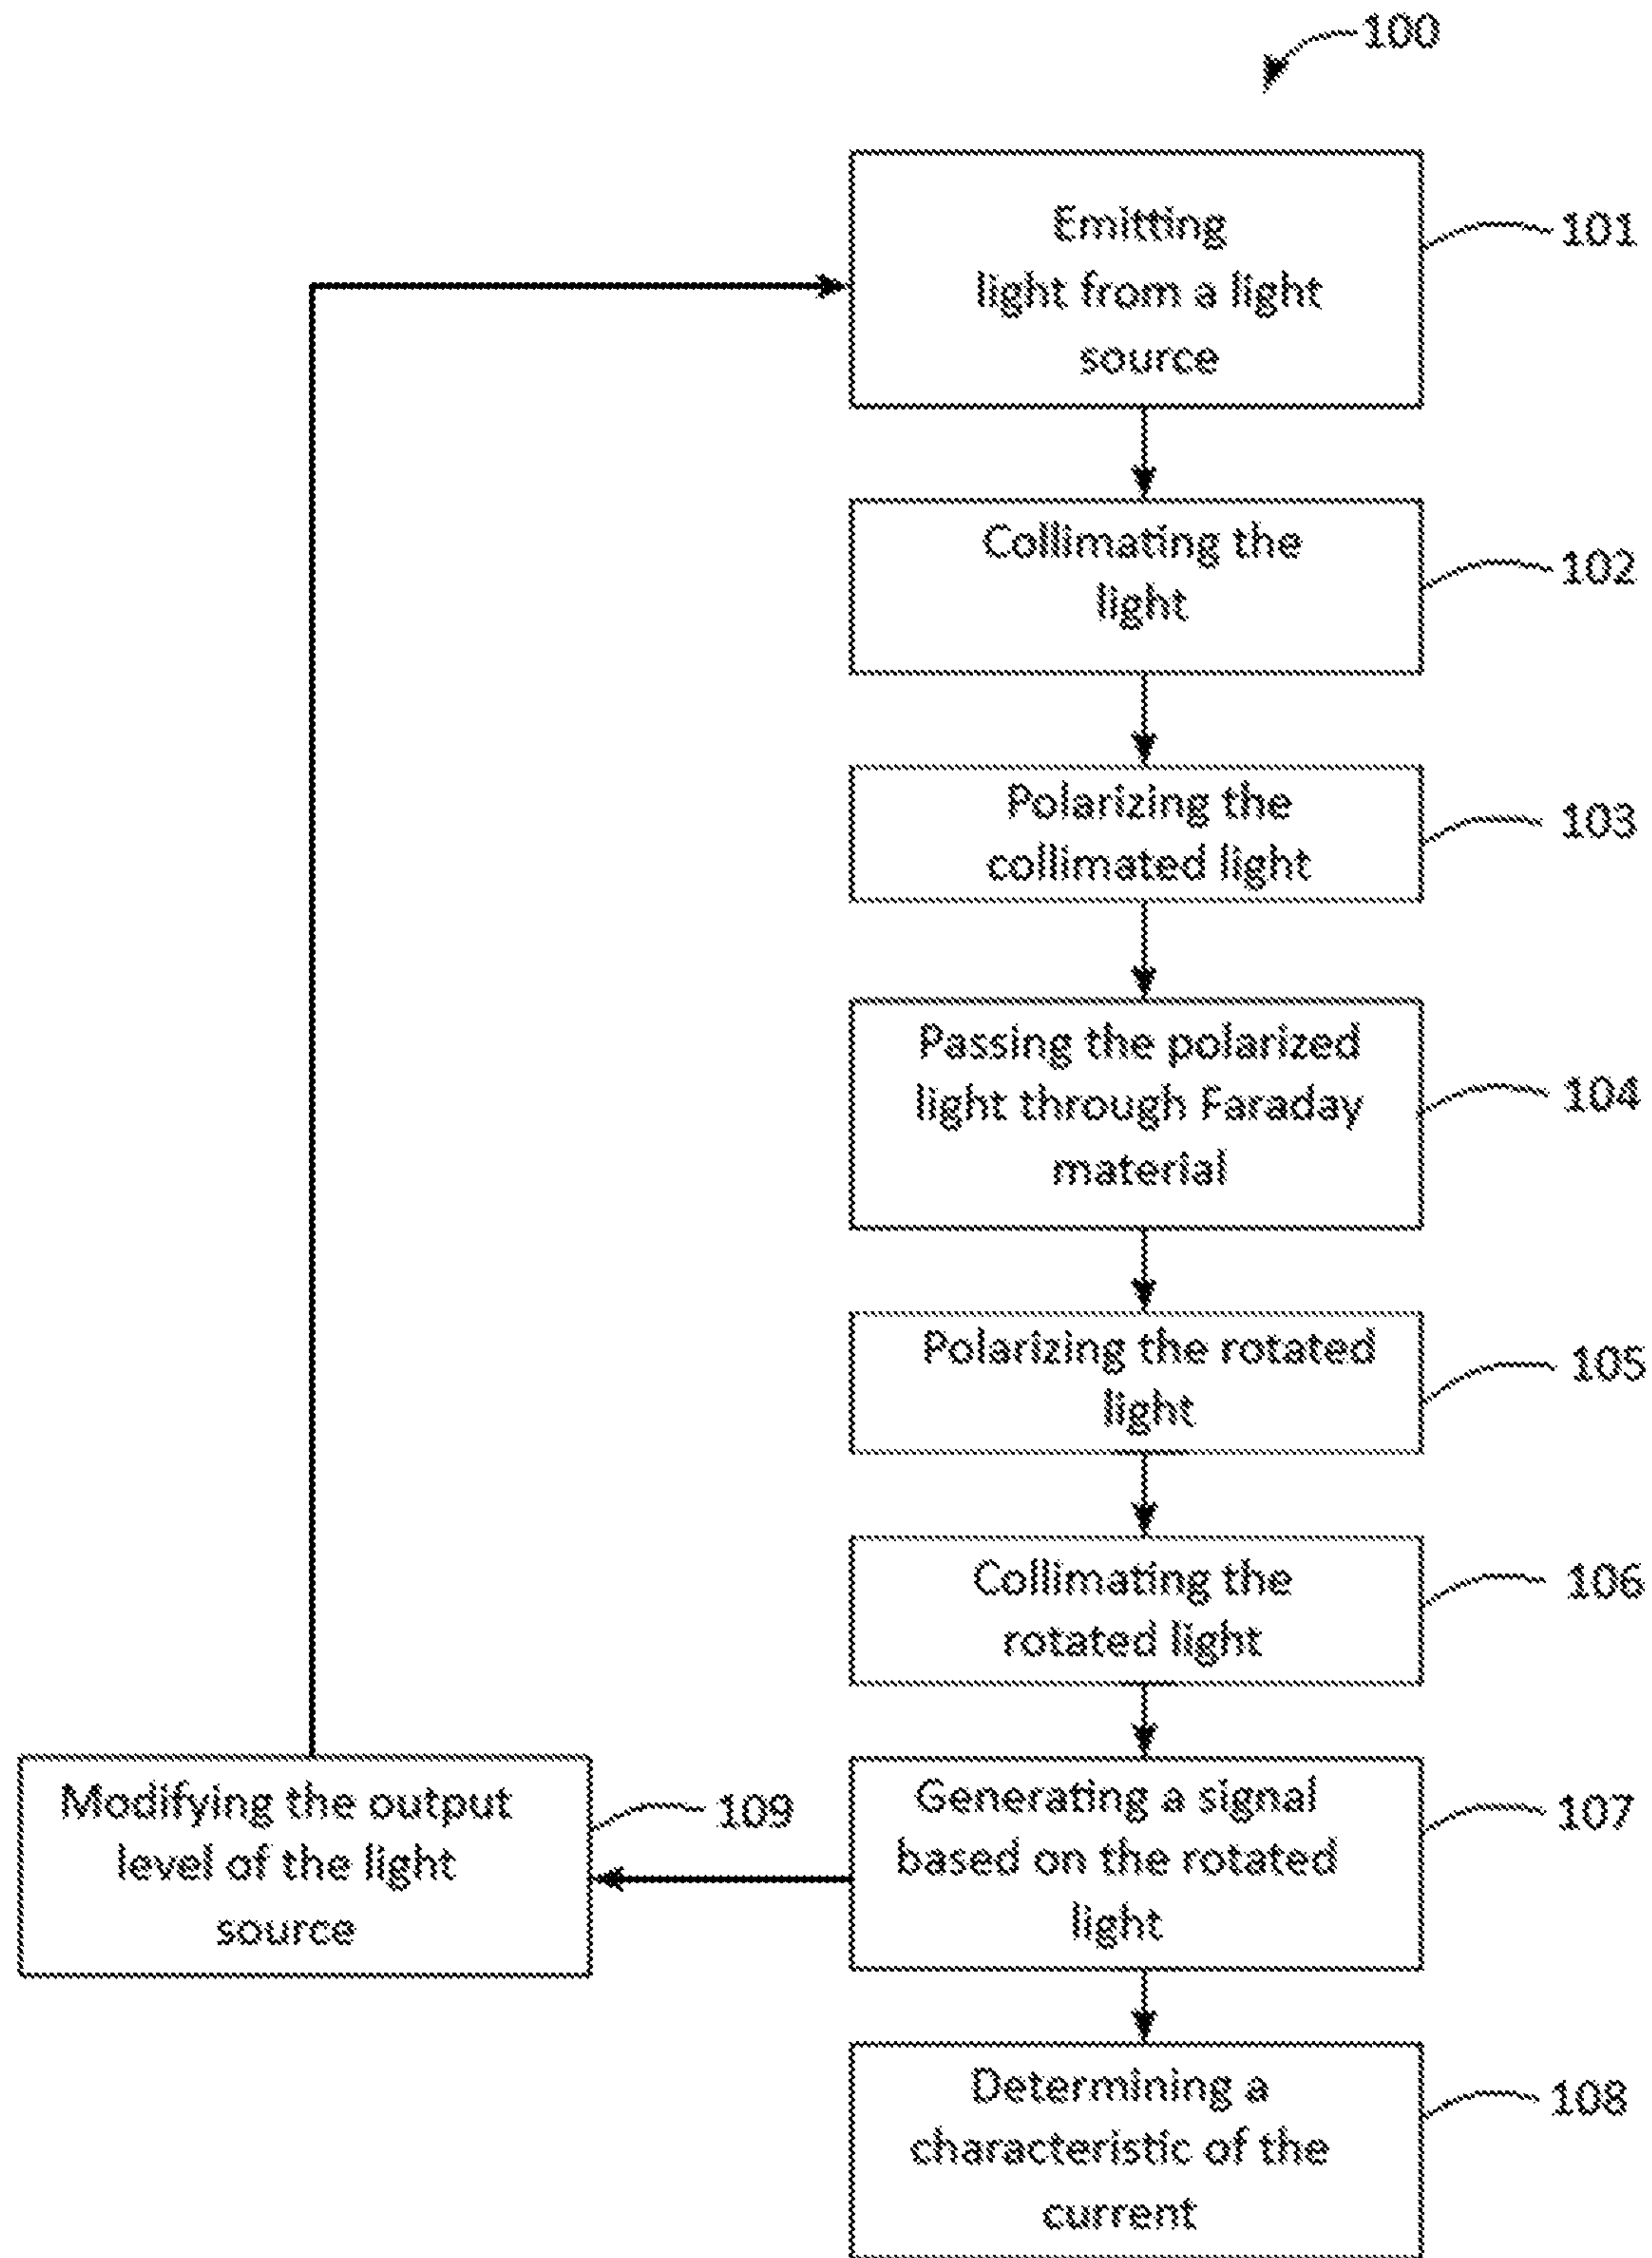 100
Emitting
light from a light
source
101
Collimating the
light
102
Polarizing the
collimated light
103
Passing the polarized
light through Faraday
material
104
Polarizing the rotated
light
105
Collimating the
rotated light
106
Generating a signal
based on the rotated
light
107
Modifying the output
level of the light
source
109
Determining a
characteristic of the
current
108